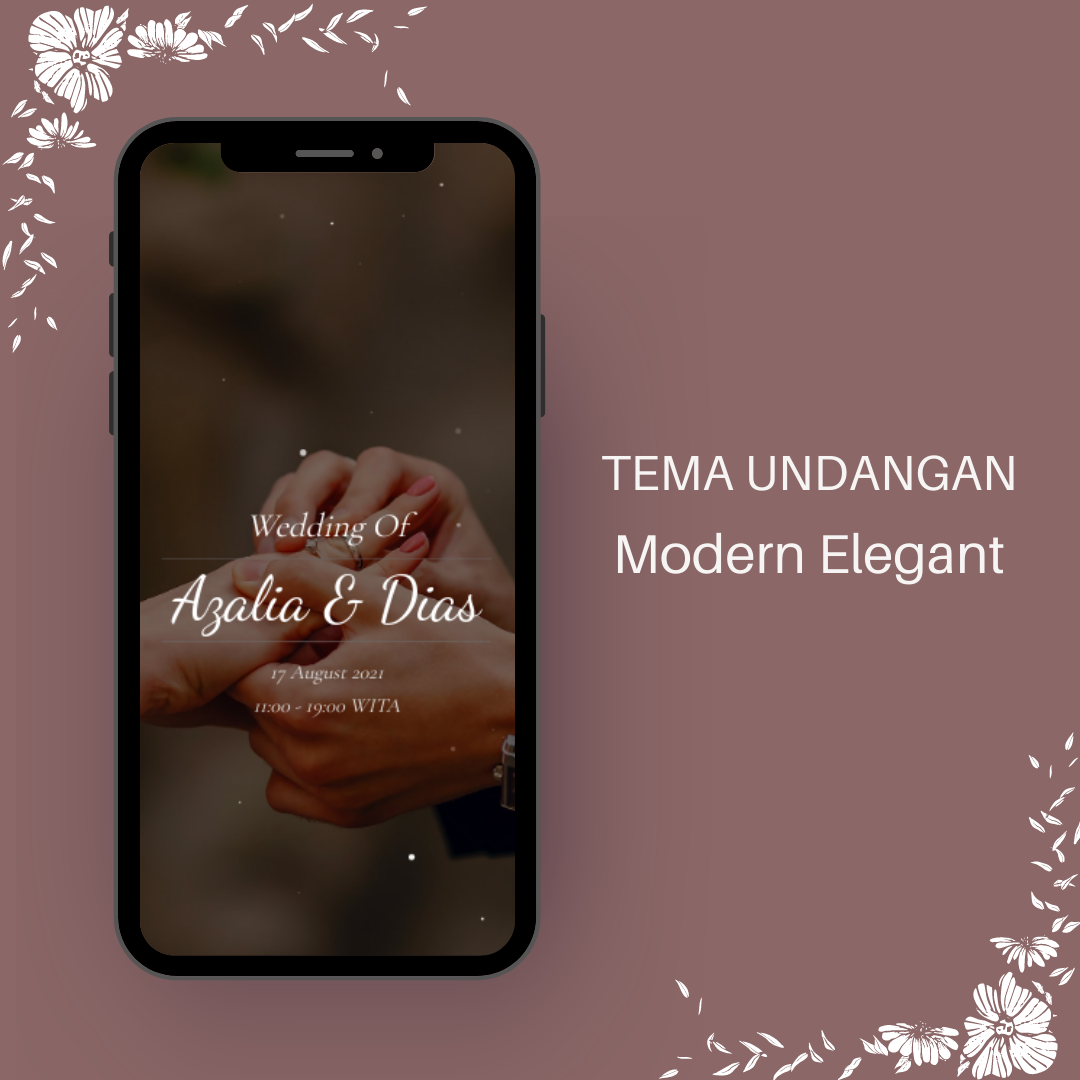 Wedding Of
Azalia & Dias
17 August 2021
11:00 - 19:00 WITA
TEMA UNDANGAN
Modern Elegant